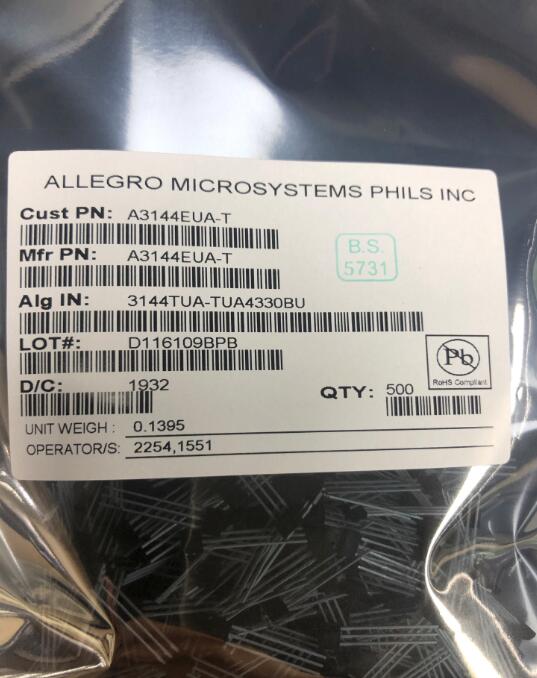 ALLEGRO MICROSYSTEMS PHILS INC
Cust PN: A3144EUA-T
Mfr PN: A3144EUA-T
B.S.
5731
Alg IN: 3144TUA-TUA4330BU
LOT#: D116109BPB
Pb
RoHS Compliant
D/C: 1932
QTY: 500
UNIT WEIGH : 0.1395
OPERATOR/S: 2254,1551